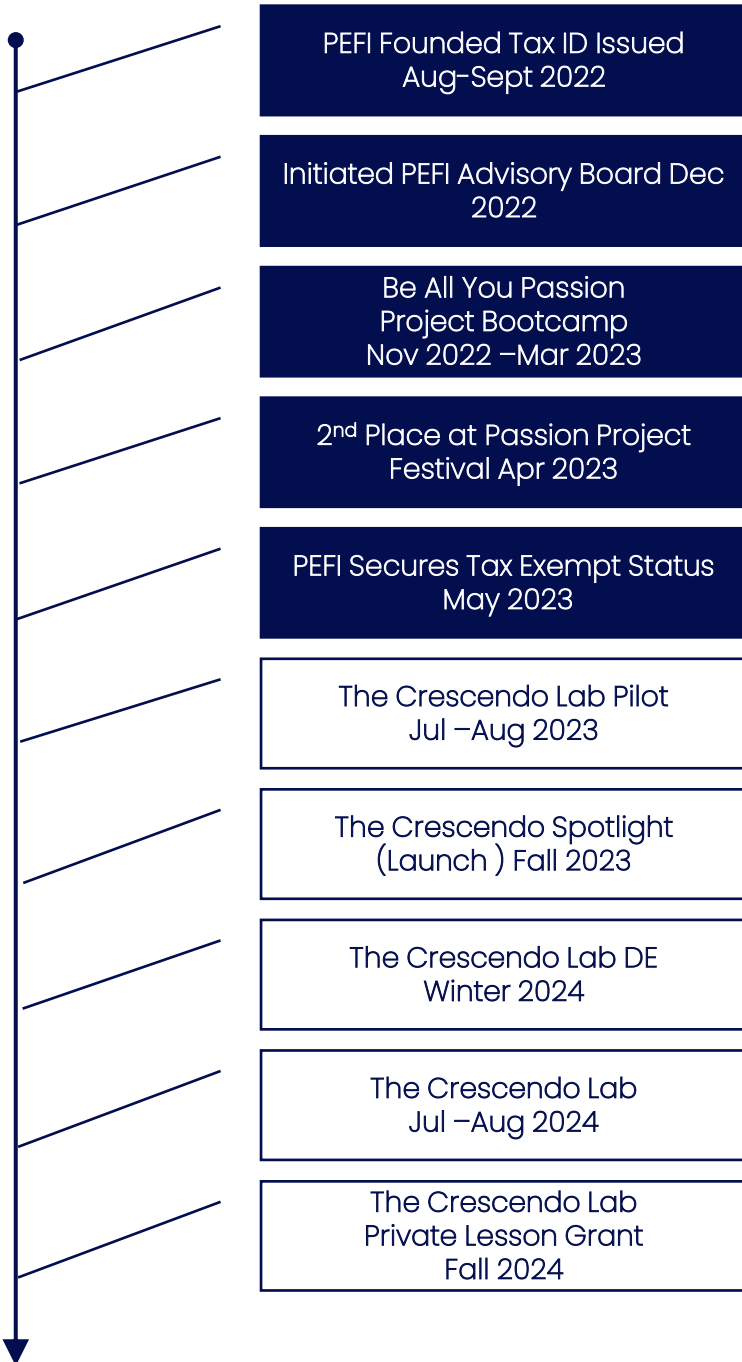 PEFI Founded Tax ID Issued
Aug-Sept 2022
Initiated PEFI Advisory Board Dec
2022
Be All You Passion
Project Bootcamp
Nov 2022 –Mar 2023
2nd Place at Passion Project
Festival Apr 2023
PEFI Secures Tax Exempt Status
May 2023
The Crescendo Lab Pilot
Jul –Aug 2023
The Crescendo Spotlight
(Launch ) Fall 2023
The Crescendo Lab DE
Winter 2024
The Crescendo Lab
Jul –Aug 2024
The Crescendo Lab
Private Lesson Grant
Fall 2024